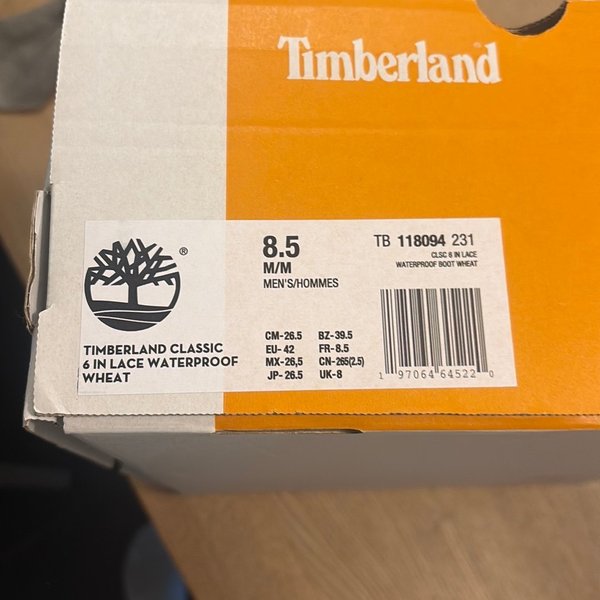 Timberland
®
TIMBERLAND CLASSIC
6 IN LACE WATERPROOF
WHEAT
8.5
M/M
MEN'S/HOMMES
CM-26.5 BZ-39.5
EU- 42 FR-8.5
MX-26,5 CN-265(2.5)
JP-26.5 UK-8
TB 118094 231
CLSC 6 IN LACE
WATERPROOF BOOT WHEAT
1 97064 64522 0